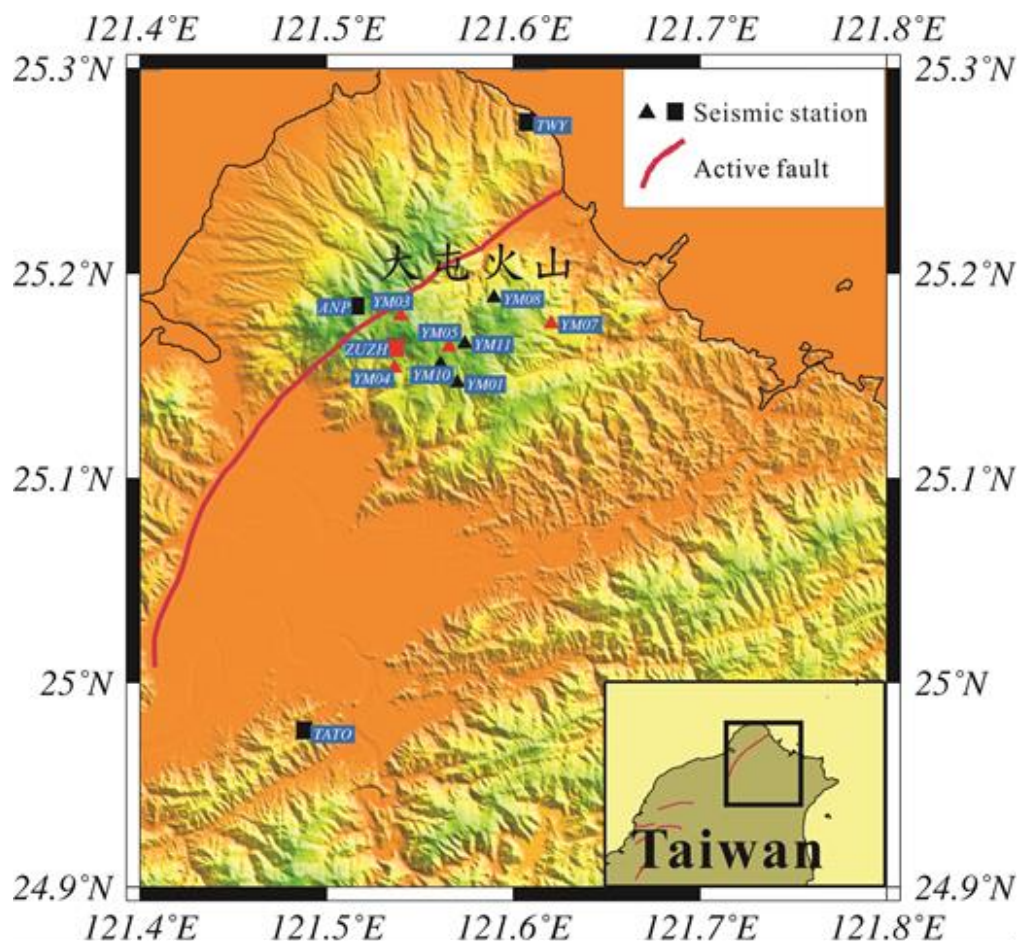 121.4°E 121.5°E 121.6°E 121.7°E 121.8°E
25.3°N 25.3°N
Seismic station
TWY
Active fault
大屯火山
25.2°N 25.2°N
YM08
ANP YM03
YM07
YM05
YM11
ZUZH
YM04 YM10 YM01
25.1°N 25.1°N
25°N 25°N
TATO
Taiwan
24.9°N 24.9°N
121.4°E 121.5°E 121.6°E 121.7°E 121.8°E